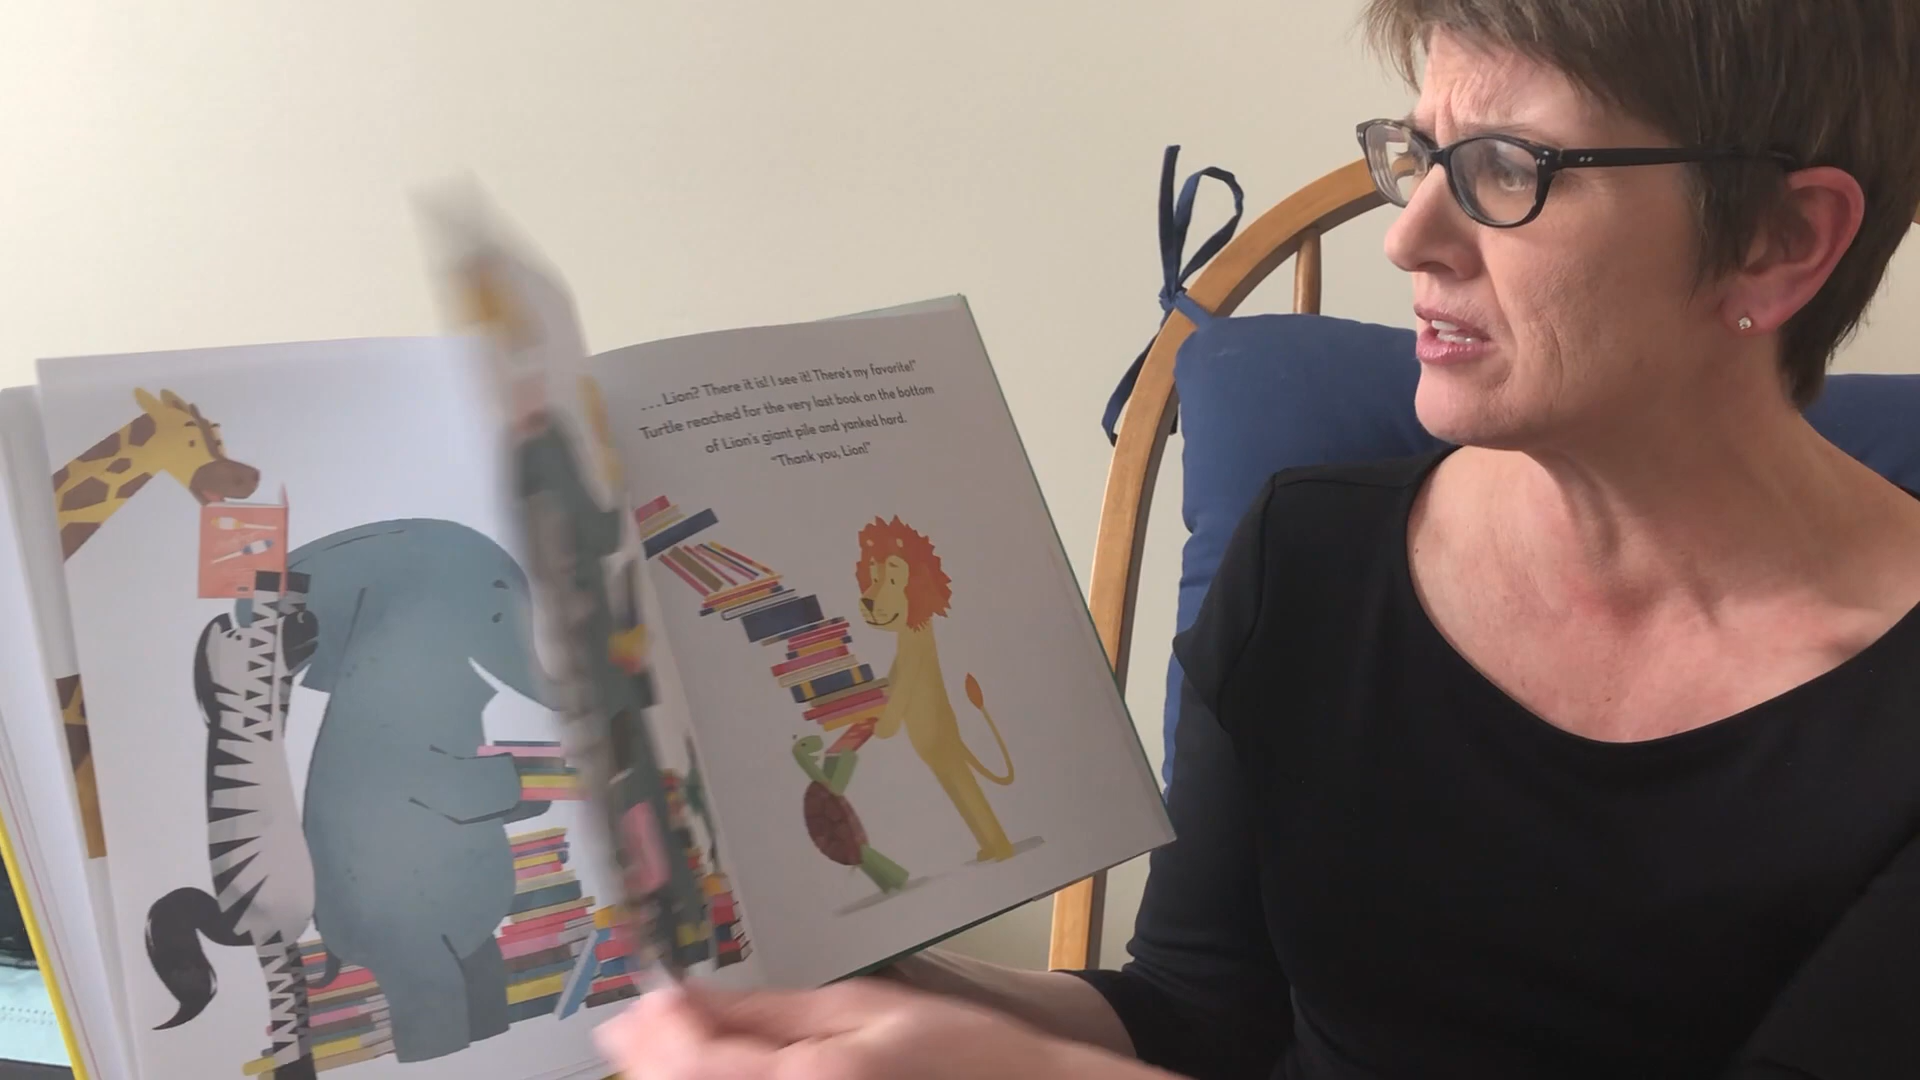 ...Lion? There it is! I see it! There's my favorite!"
Turtle reached for the very last book on the bottom
of Lion's giant pile and yanked hard.
"Thank you, Lion!"